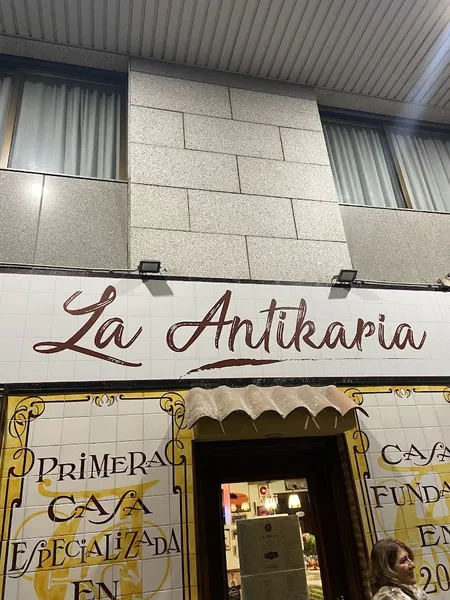 La Antikaria
PRIMERA
CASA
ESPECIALIZADA
EN
CASA
FUNDA
EN
20